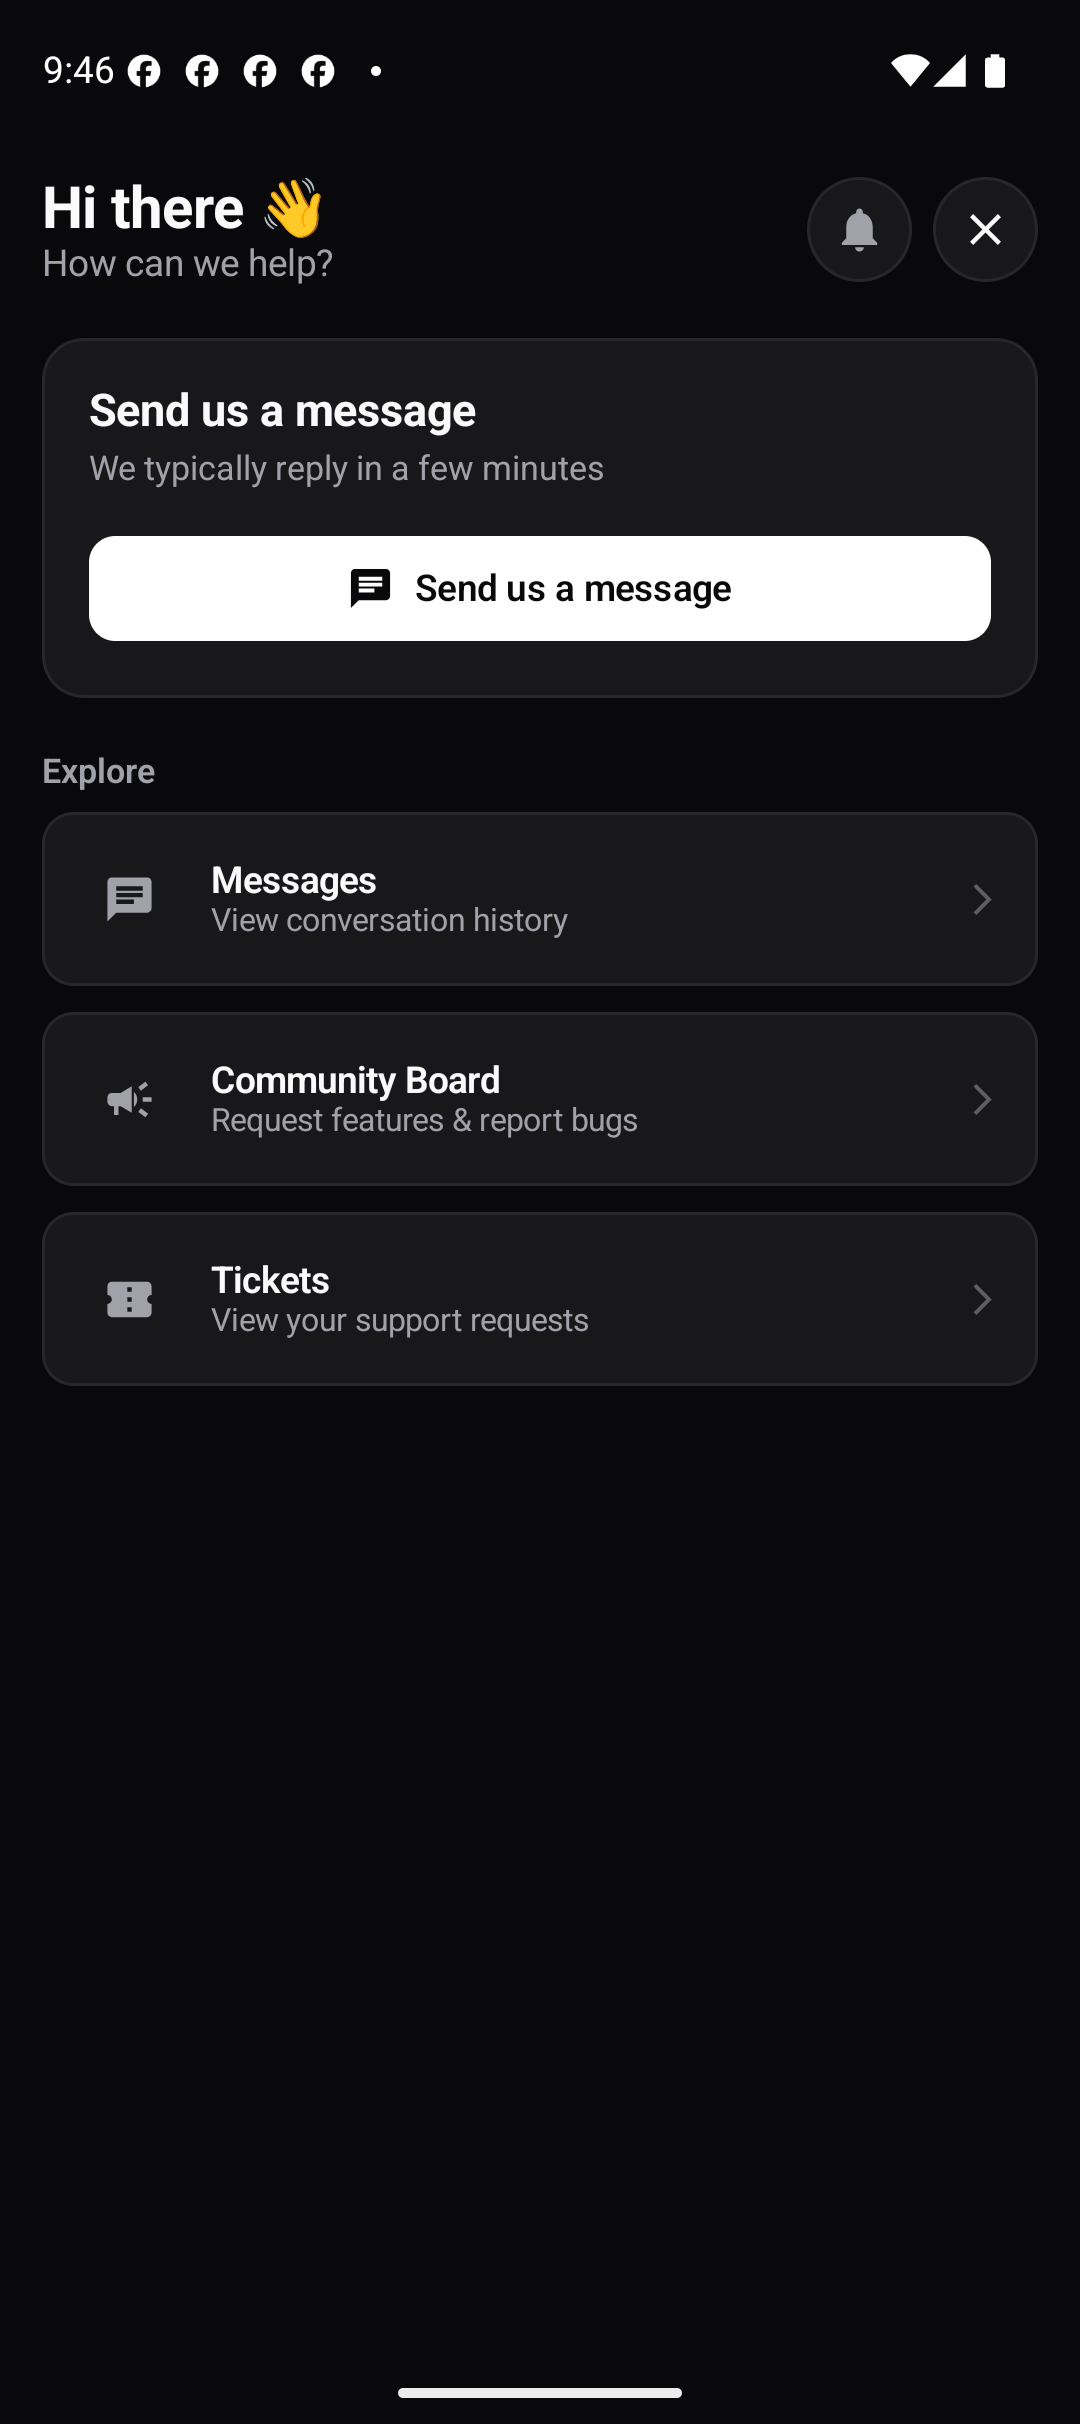 9:46
Hi there 👋
How can we help?
Send us a message
We typically reply in a few minutes
Send us a message
Explore
Messages
View conversation history
Community Board
Request features & report bugs
Tickets
View your support requests